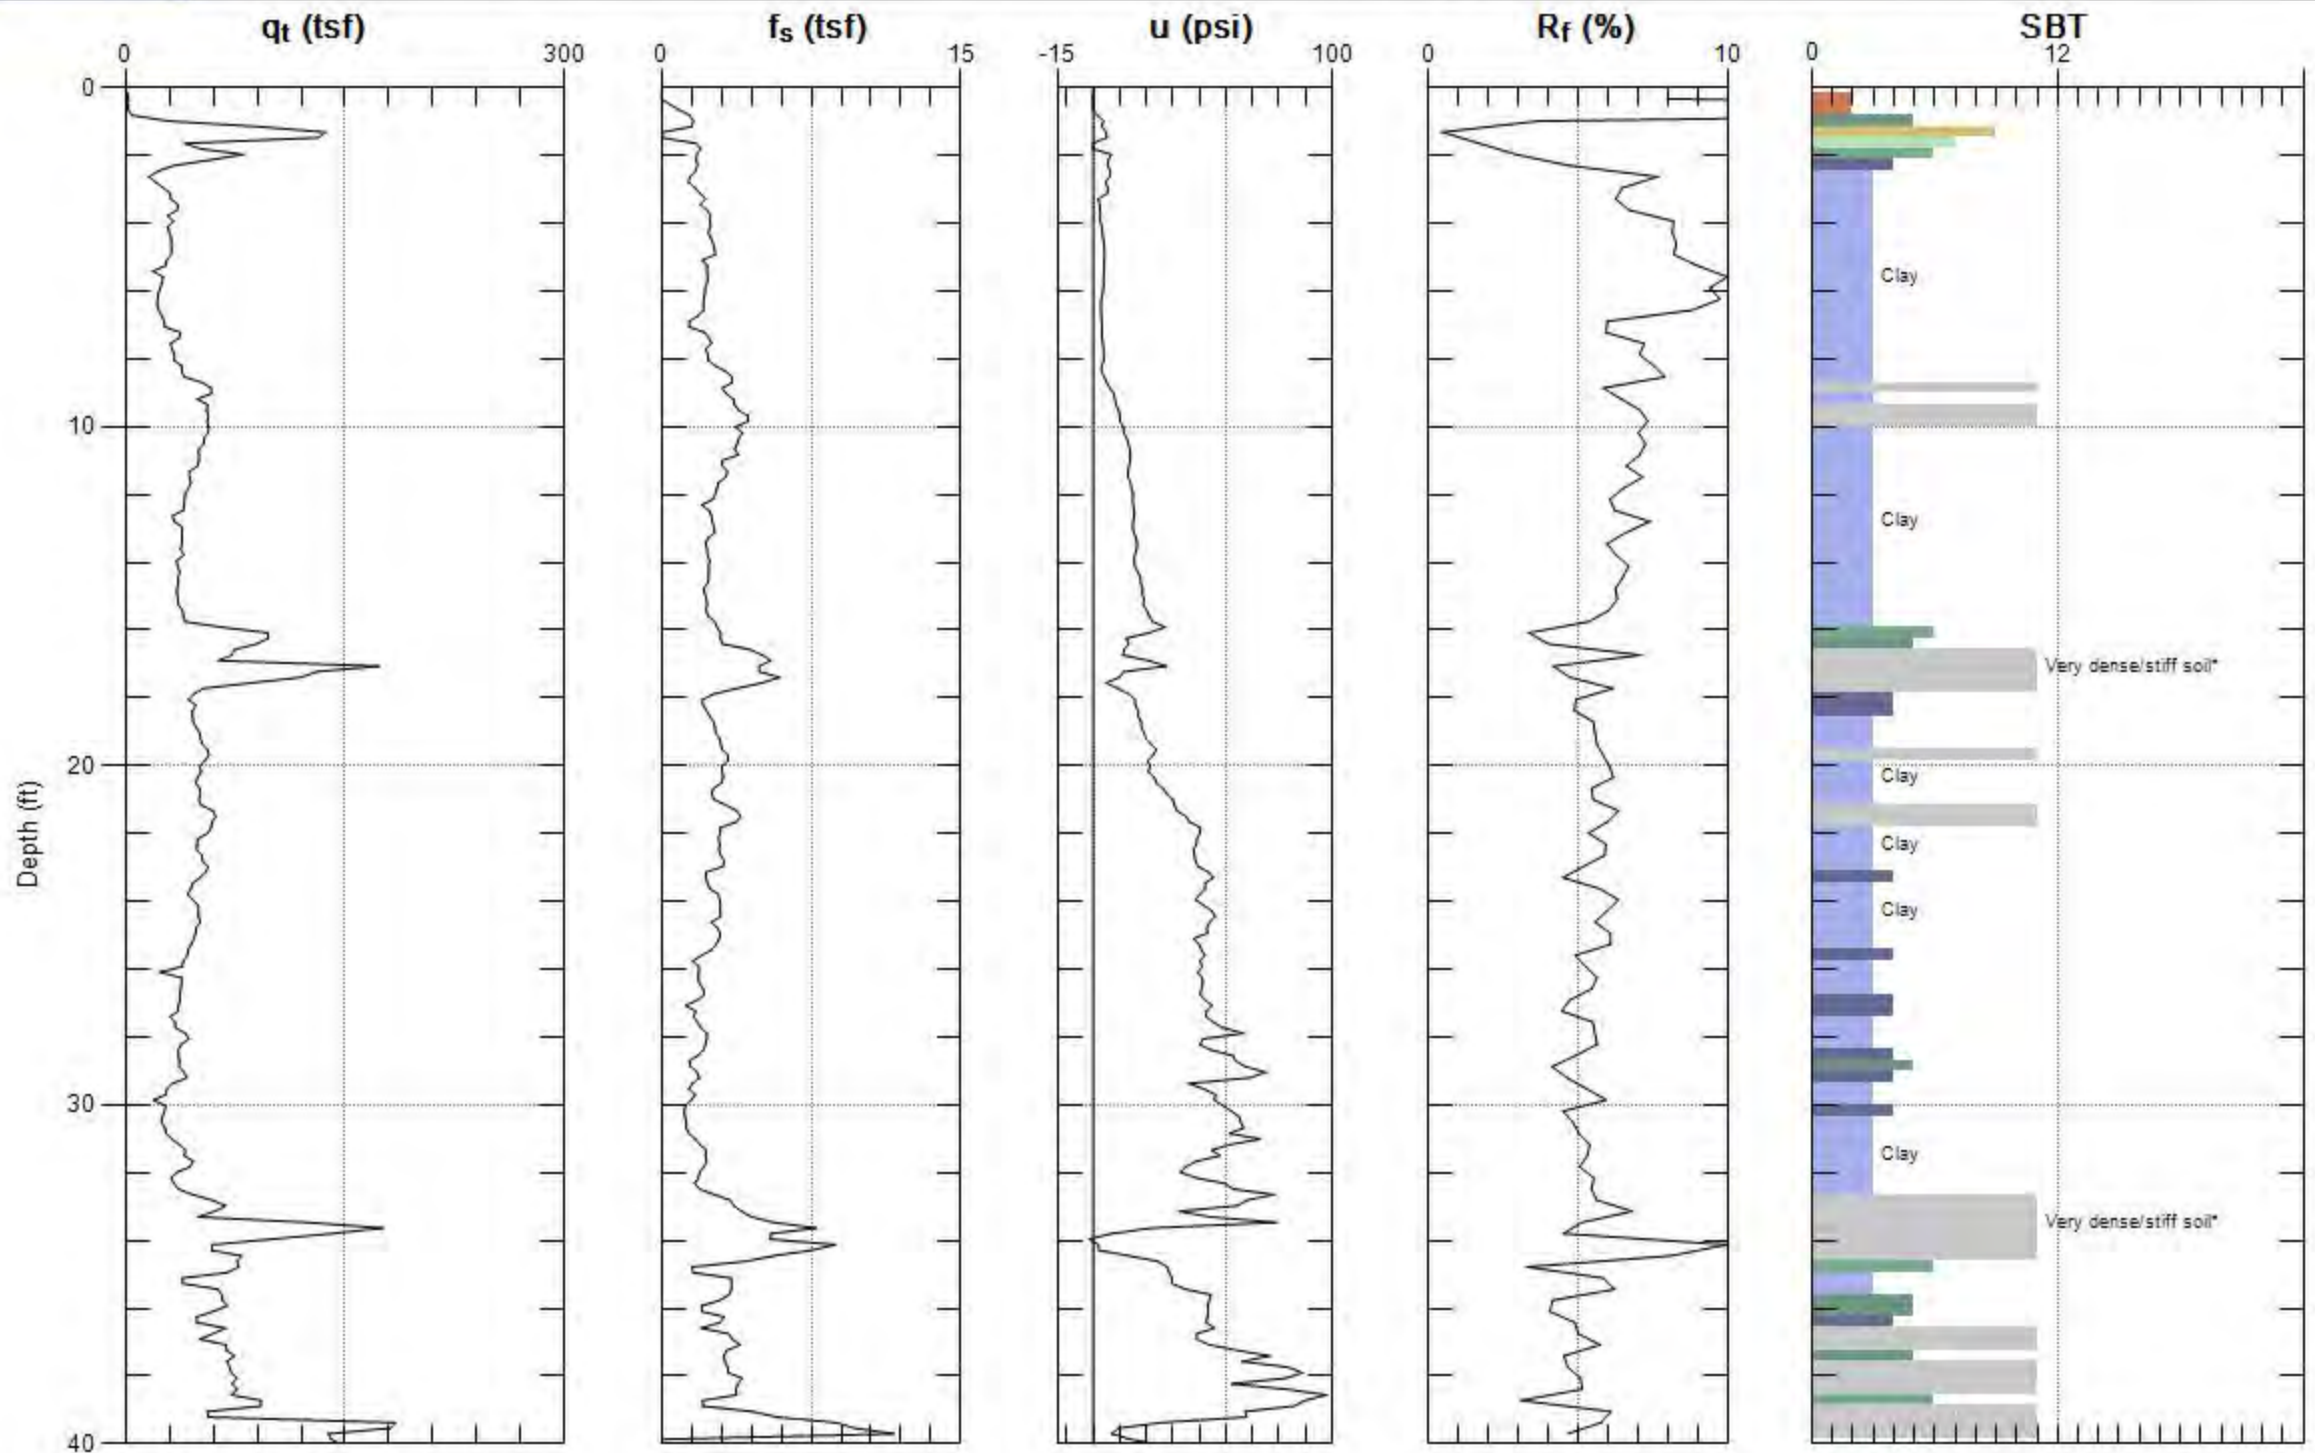 qt (tsf) fs (tsf) u (psi) Rf (%) SBT
0 300 0 15 -15 100 0 10 0 12
0
Clay
10
Clay
Very dense/stiff soil*
20
Clay
Depth (ft)
Clay
Clay
30
Clay
Very dense/stiff soil*
40